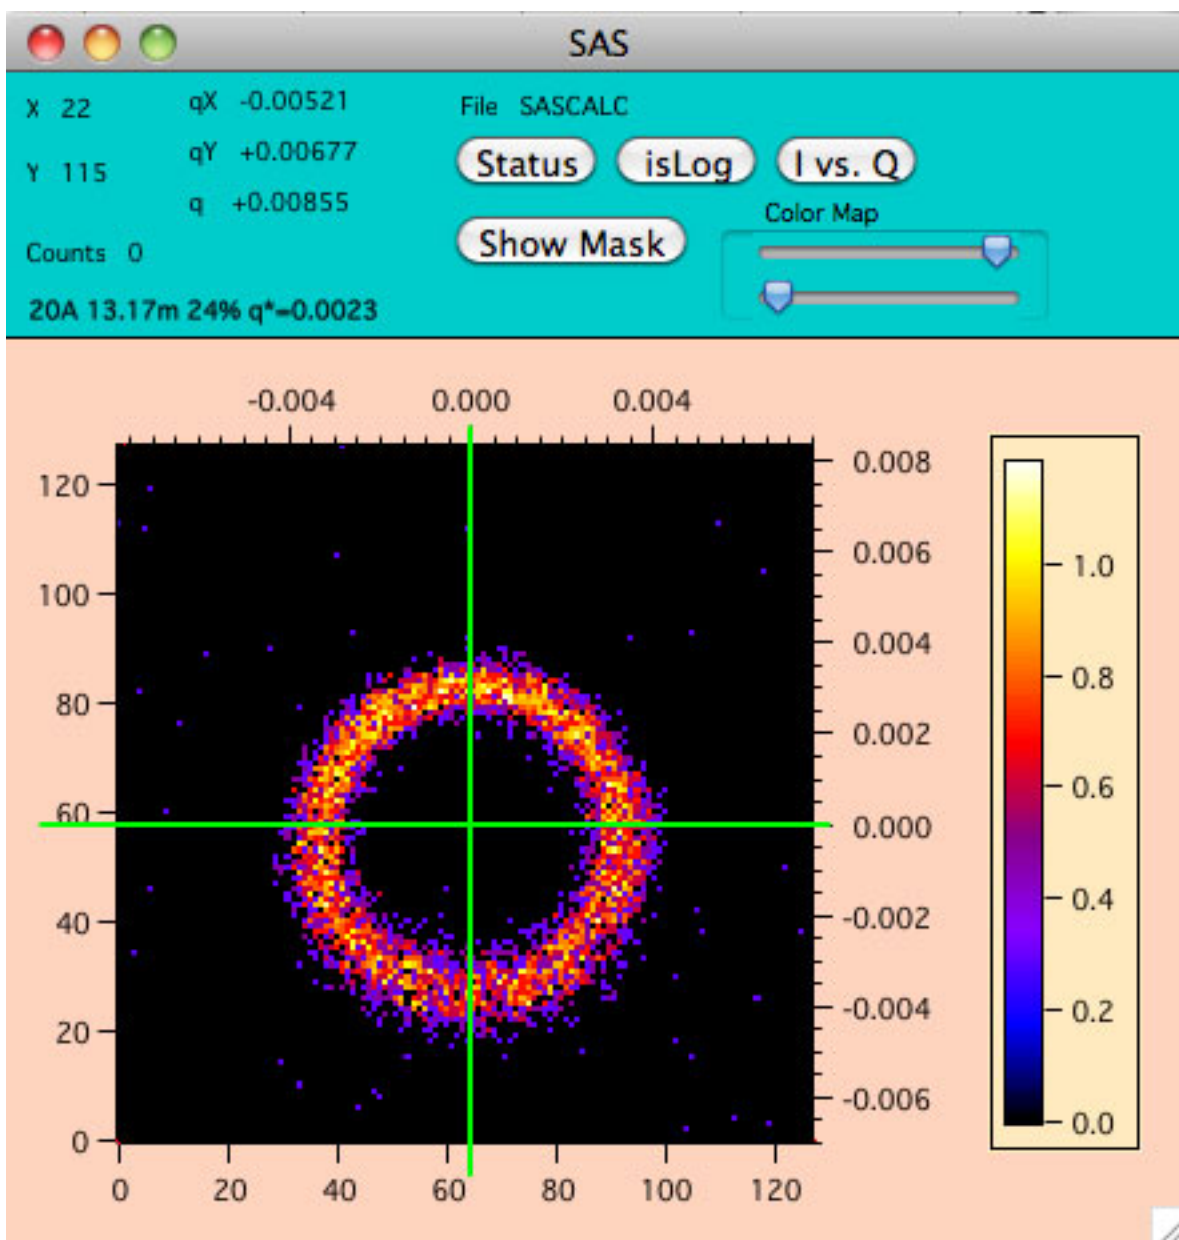 SAS
X 22
qX -0.00521
File SASCALC
Y 115
qY +0.00677
Status isLog I vs. Q
q +0.00855
Color Map
Counts 0
Show Mask
20A 13.17m 24% q*=0.0023
-0.004 0.000 0.004
120
100
80
60
40
20
0
0.008
0.006
0.004
0.002
0.000
-0.002
-0.004
-0.006
1.0
0.8
0.6
0.4
0.2
0.0
0 20 40 60 80 100 120